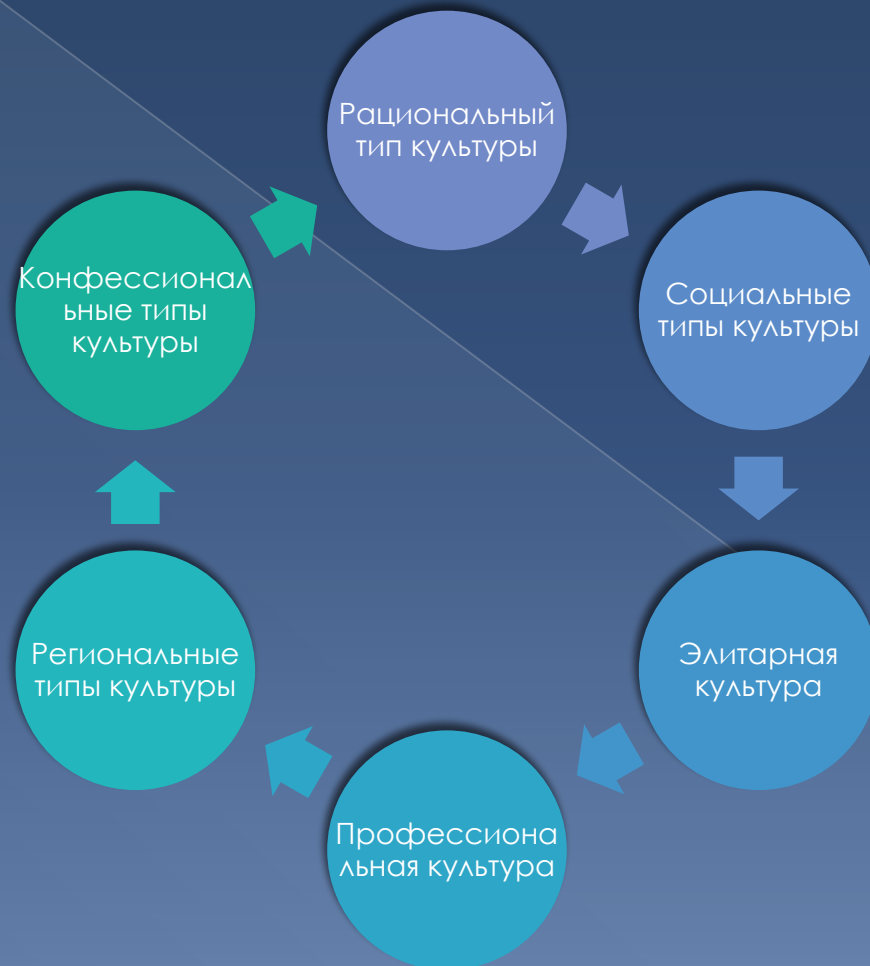 Рациональный
тип культуры
Социальные
типы культуры
Элитарная
культура
Профессиона
льная культура
Региональные
типы культуры
Конфессионал
ьные типы
культуры